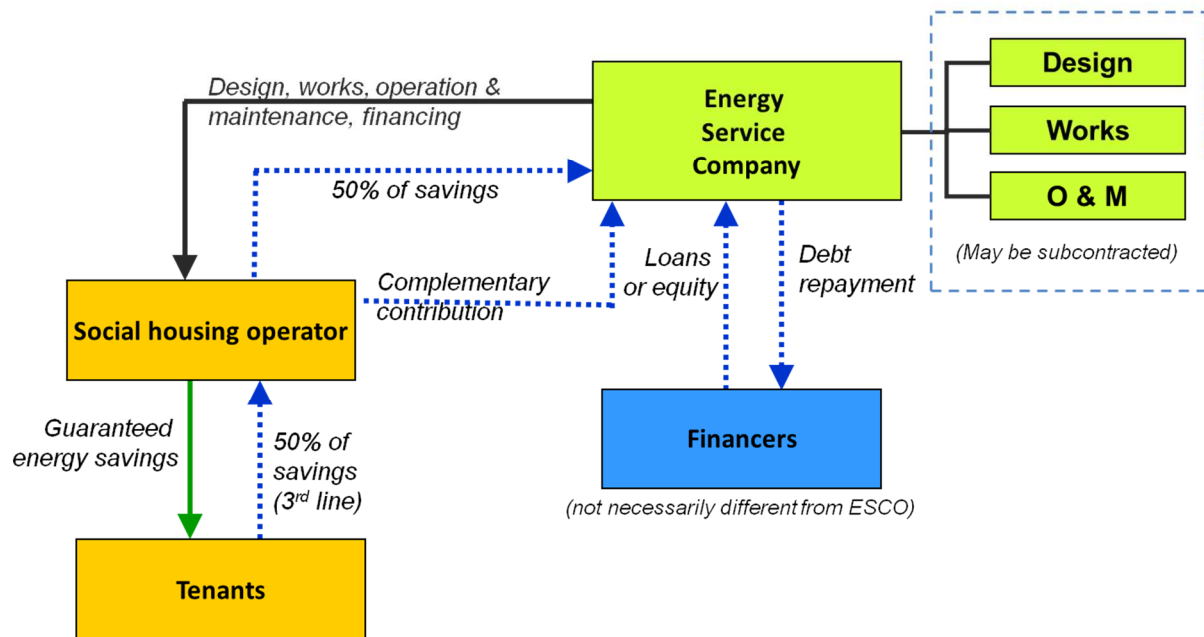 Design, works, operation &
maintenance, financing
Energy
Service
Company
Design
Works
O & M
(May be subcontracted)
50% of savings
Complementary
contribution
Loans
or equity
Debt
repayment
Social housing operator
Guaranteed
energy savings
50% of
savings
(3rd line)
Financers
(not necessarily different from ESCO)
Tenants